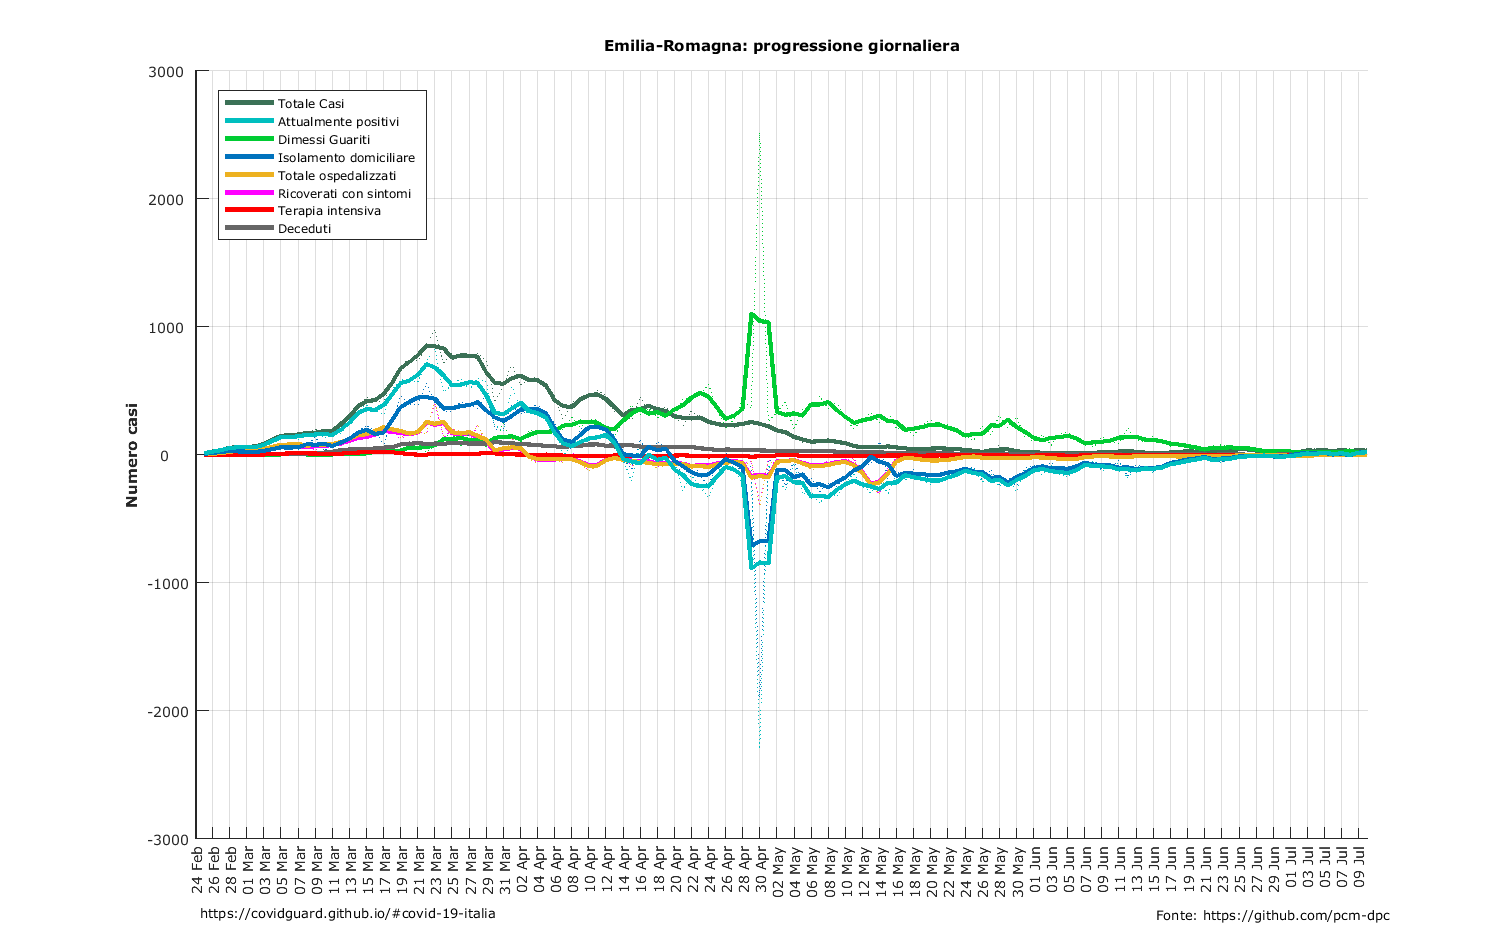 Emilia-Romagna: progressione giornaliera
3000
2000
1000
0
-1000
-2000
-3000
Numero casi
Totale Casi
Attualmente positivi
Dimessi Guariti
Isolamento domiciliare
Totale ospedalizzati
Ricoverati con sintomi
Terapia intensiva
Deceduti
24 Feb
26 Feb
28 Feb
01 Mar
03 Mar
05 Mar
07 Mar
09 Mar
11 Mar
13 Mar
15 Mar
17 Mar
19 Mar
21 Mar
23 Mar
25 Mar
27 Mar
29 Mar
31 Mar
02 Apr
04 Apr
06 Apr
08 Apr
10 Apr
12 Apr
14 Apr
16 Apr
18 Apr
20 Apr
22 Apr
24 Apr
26 Apr
28 Apr
30 Apr
02 May
04 May
06 May
08 May
10 May
12 May
14 May
16 May
18 May
20 May
22 May
24 May
26 May
28 May
30 May
01 Jun
03 Jun
05 Jun
07 Jun
09 Jun
11 Jun
13 Jun
15 Jun
17 Jun
19 Jun
21 Jun
23 Jun
25 Jun
27 Jun
29 Jun
01 Jul
03 Jul
05 Jul
07 Jul
09 Jul
https://covidguard.github.io/#covid-19-italia
Fonte: https://github.com/pcm-dpc